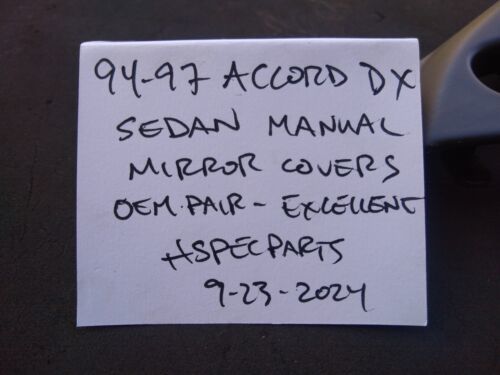 94-97 ACCORD DX
SEDAN MANUAL
MIRROR COVERS
OEM PAIR - EXCELLENT
HSPECPARTS
9-23-2024